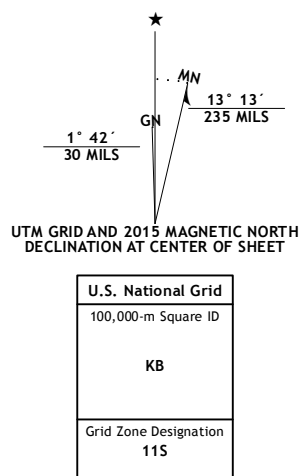 ★
MN
GN
13° 13´
235 MILS
1° 42´
30 MILS
UTM GRID AND 2015 MAGNETIC NORTH
DECLINATION AT CENTER OF SHEET
U.S. National Grid
100,000-m Square ID
KB
Grid Zone Designation
11S